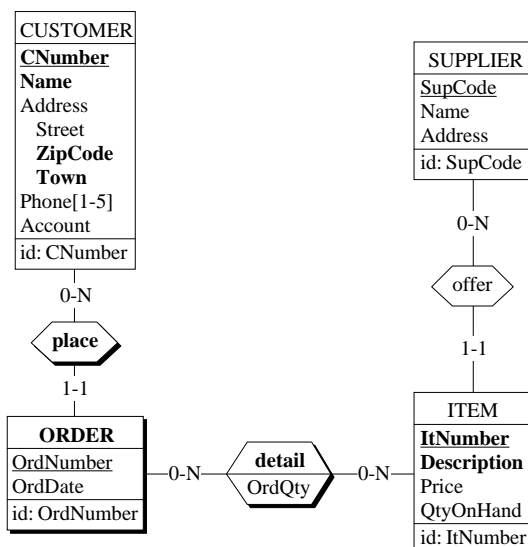 CUSTOMER
CNumber
Name
Address
Street
ZipCode
Town
Phone[1-5]
Account
id: CNumber
0-N
place
1-1
ORDER
OrdNumber
OrdDate
id: OrdNumber
0-N
detail
OrdQty
0-N
SUPPLIER
SupCode
Name
Address
id: SupCode
0-N
offer
1-1
ITEM
ItNumber
Description
Price
QtyOnHand
id: ItNumber